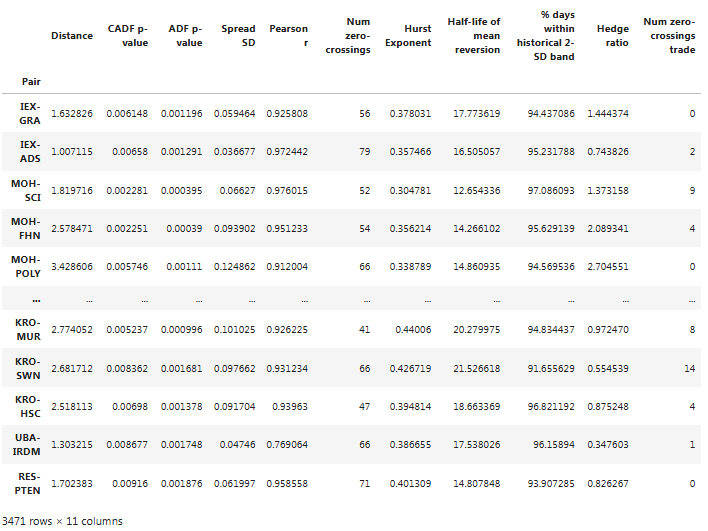 Distance CADF p-value ADF p-value Spread SD Pearson r Num zero-crossings Hurst Exponent Half-life of mean reversion % days within historical 2-SD band Hedge ratio Num zero-crossings trade
Pair
IEX-GRA 1.632826 0.006148 0.001196 0.059464 0.925808 56 0.378031 17.773619 94.437086 1.444374 0
IEX-ADS 1.007115 0.00658 0.001291 0.036677 0.972442 79 0.357466 16.505057 95.231788 0.743826 2
MOH-SCI 1.819716 0.002281 0.000395 0.06627 0.976015 52 0.304781 12.654336 97.086093 1.373158 9
MOH-FHN 2.578471 0.002251 0.00039 0.093902 0.951233 54 0.356214 14.266102 95.629139 2.089341 4
MOH-POLY 3.428606 0.005746 0.00111 0.124862 0.912004 66 0.338789 14.860935 94.569536 2.704551 0
... ... ... ... ... ... ... ... ... ... ... ...
KRO-MUR 2.774052 0.005237 0.000996 0.101025 0.926225 41 0.44006 20.279975 94.834437 0.972470 8
KRO-SWN 2.681712 0.008362 0.001681 0.097662 0.931234 66 0.426719 21.526618 91.655629 0.554539 14
KRO-HSC 2.518113 0.00698 0.001378 0.091704 0.93963 47 0.394814 18.663369 96.821192 0.875248 4
UBA-IRDM 1.303215 0.008677 0.001748 0.04746 0.769064 66 0.386655 17.538026 96.15894 0.347603 1
RES-PTEN 1.702383 0.00916 0.001876 0.061997 0.958558 71 0.401309 14.807848 93.907285 0.826267 0
3471 rows × 11 columns